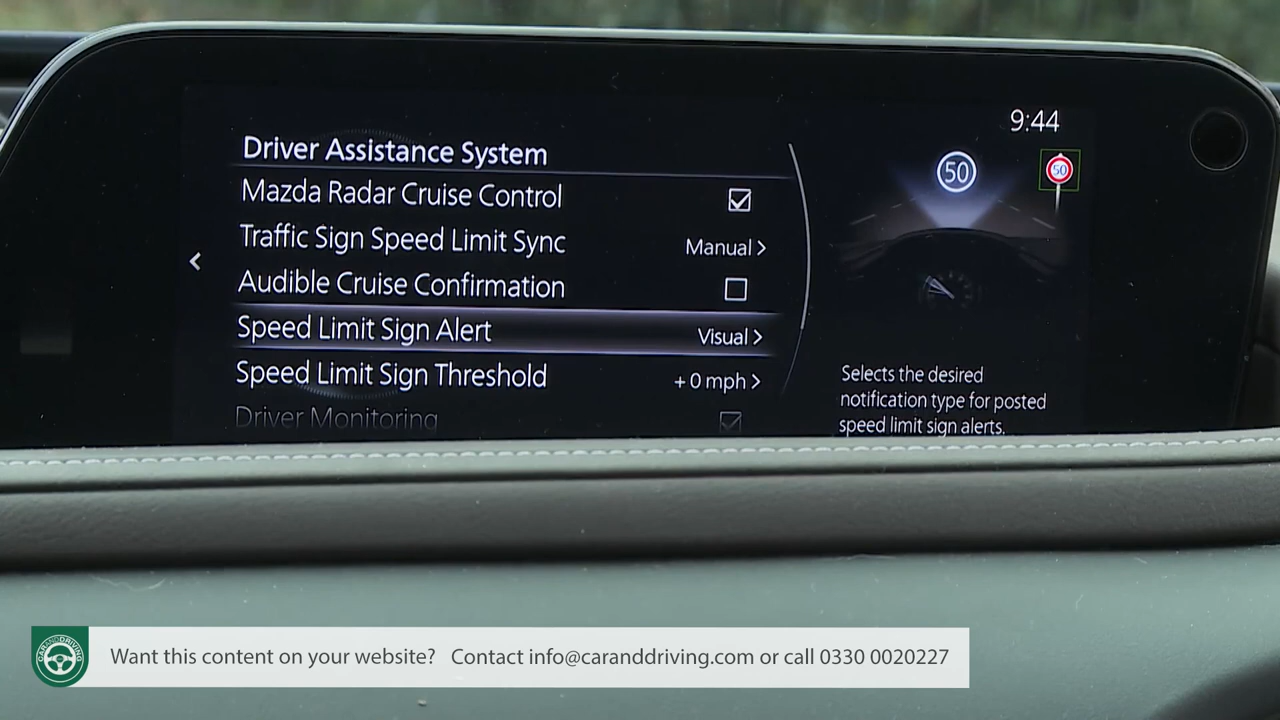 9:44
Driver Assistance System
Mazda Radar Cruise Control
Traffic Sign Speed Limit Sync Manual >
Audible Cruise Confirmation
Speed Limit Sign Alert Visual >
Speed Limit Sign Threshold + 0 mph >
Driver Monitoring
50
50
Selects the desired
notification type for posted
speed limit sign alerts.
CARANDDRIVING
Want this content on your website? Contact info@caranddriving.com or call 0330 0020227